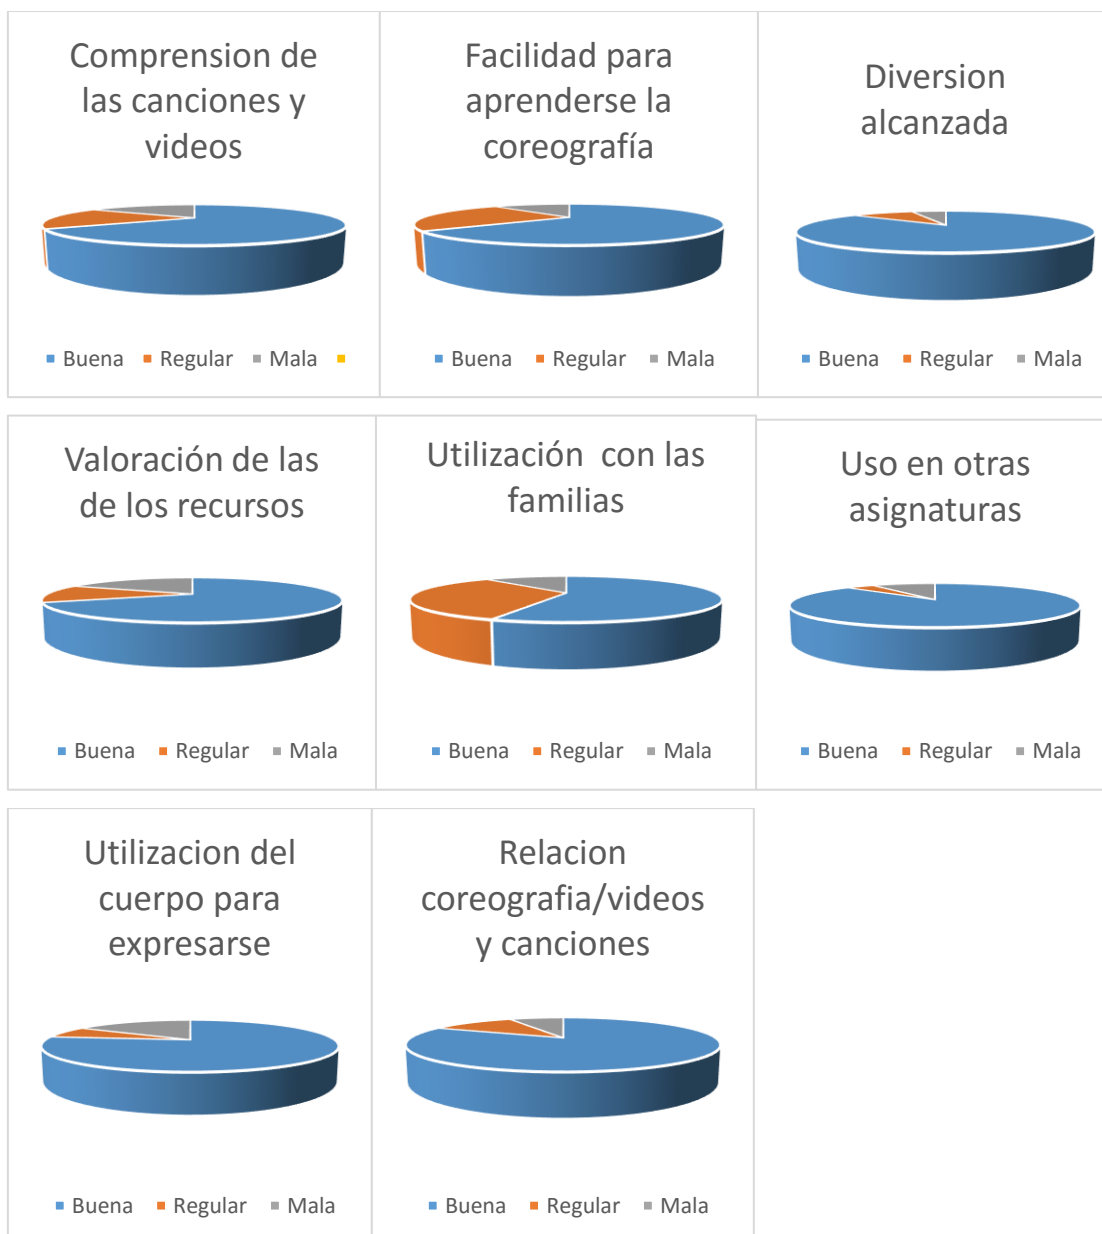 Comprension de
las canciones y
videos
Buena Regular Mala
Facilidad para
aprenderse la
coreografía
Buena Regular Mala
Diversion
alcanzada
Buena Regular Mala
Valoración de las
de los recursos
Buena Regular Mala
Utilización con las
familias
Buena Regular Mala
Uso en otras
asignaturas
Buena Regular Mala
Utilizacion del
cuerpo para
expresarse
Buena Regular Mala
Relacion
coreografia/videos
y canciones
Buena Regular Mala